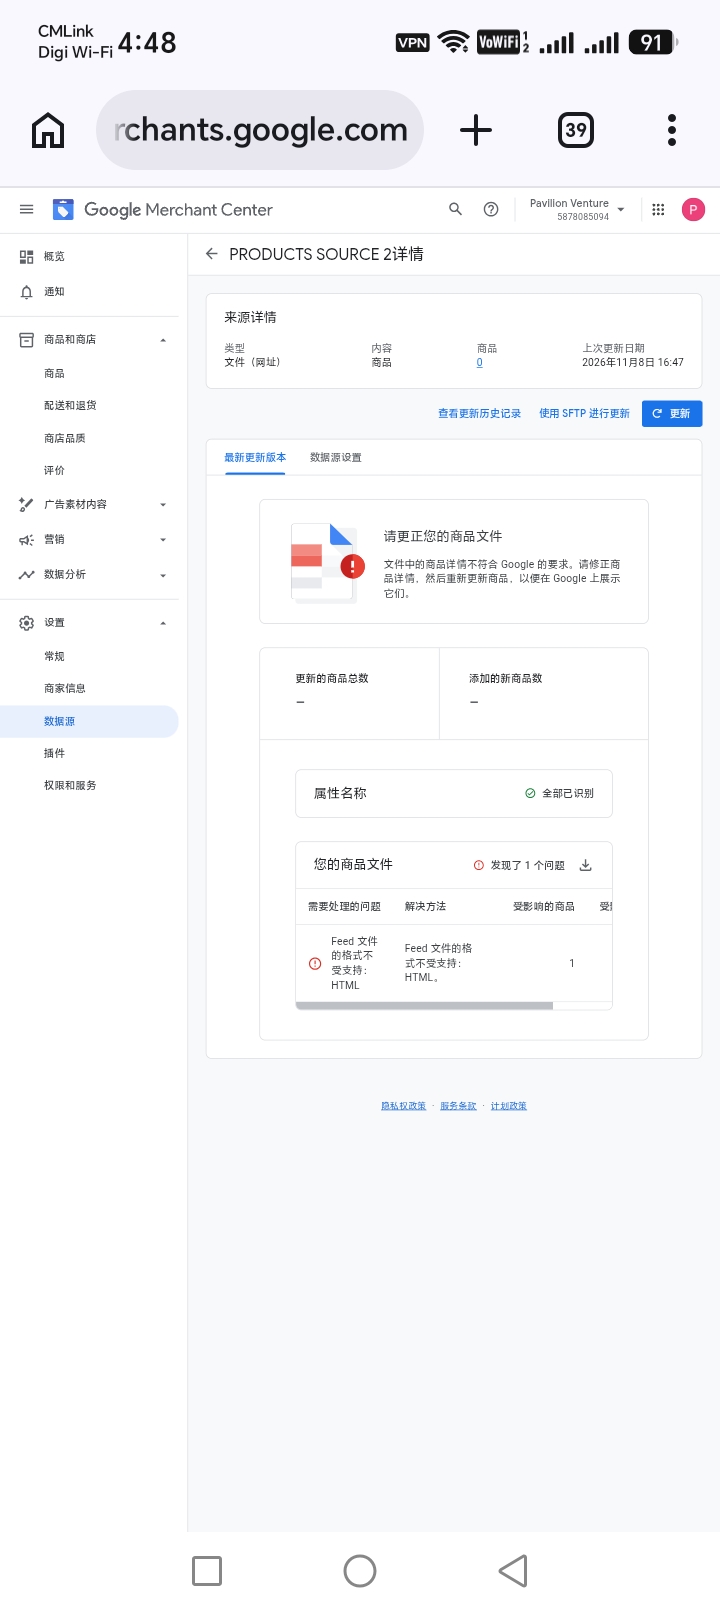 CMLink
Digi Wi-Fi
4:48
VPN
VoWiFi 1 2
91
rchants.google.com
39
Google Merchant Center
Pavilion Venture
5878085094
P
概览
通知
商品和商店
商品
配送和退货
商店品质
评价
广告素材内容
营销
数据分析
设置
常规
商家信息
数据源
插件
权限和服务
PRODUCTS SOURCE 2详情
来源详情
类型
文件（网址）
内容
商品
商品
0
上次更新日期
2026年11月8日 16:47
查看更新历史记录
使用 SFTP 进行更新
更新
最新更新版本
数据源设置
请更正您的商品文件
文件中的商品详情不符合 Google 的要求。请修正商
品详情，然后重新更新商品，以便在 Google 上展示
它们。
更新的商品总数
–
添加的新商品数
–
属性名称
全部已识别
您的商品文件
发现了 1 个问题
需要处理的问题
解决方法
受影响的商品
受
Feed 文件
的格式不
受支持：
HTML
Feed 文件的格
式不受支持：
HTML。
1
隐私权政策 · 服务条款 · 计划政策